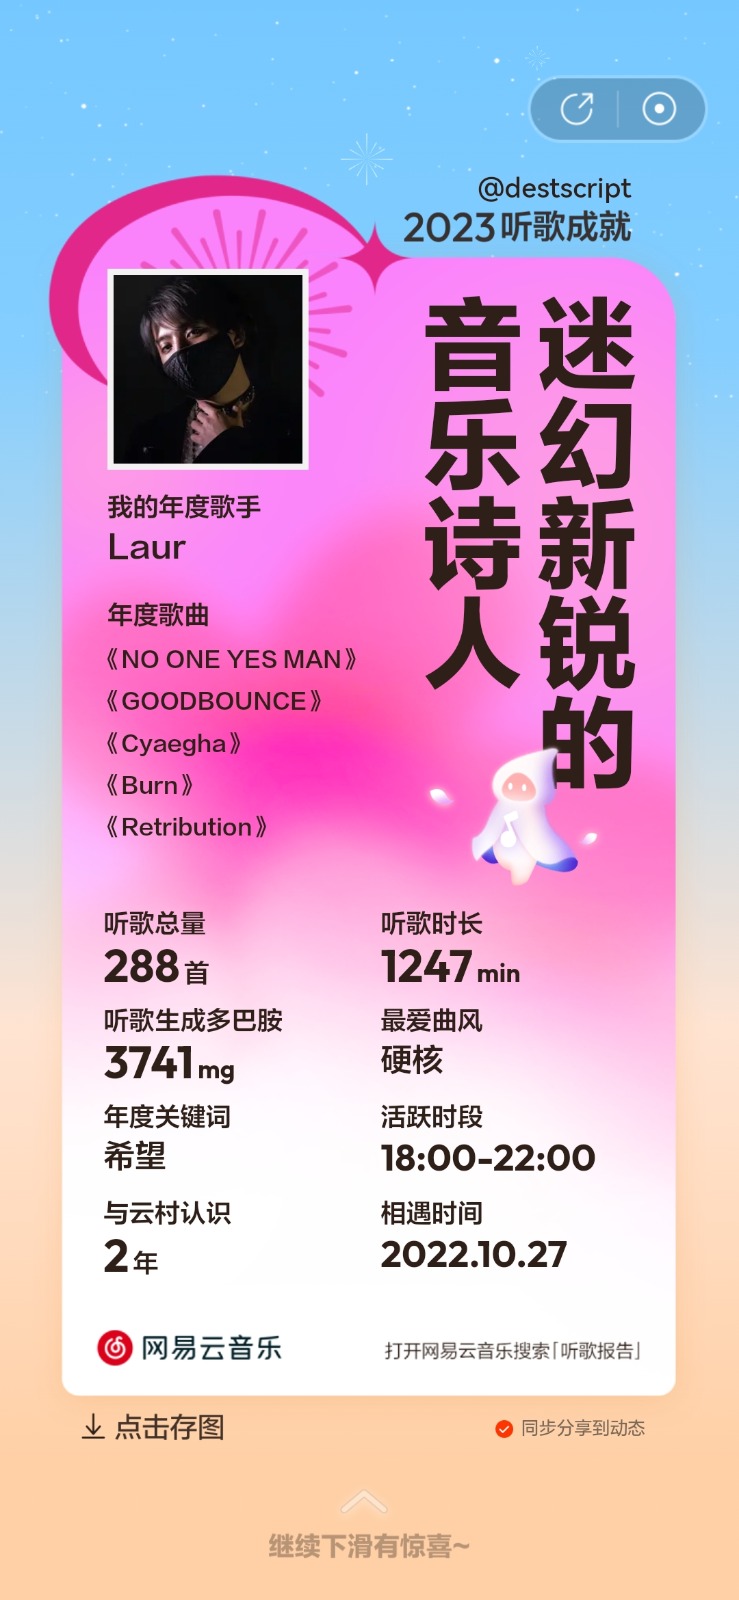 @destscript
2023听歌成就
迷幻新锐的
音乐诗人
我的年度歌手
Laur
年度歌曲
《NO ONE YES MAN》
《GOODBOUNCE》
《Cyaegha》
《Burn》
《Retribution》
听歌总量
288首
听歌时长
1247min
听歌生成多巴胺
3741mg
最爱曲风
硬核
年度关键词
希望
活跃时段
18:00-22:00
与云村认识
2年
相遇时间
2022.10.27
网易云音乐
打开网易云音乐搜索「听歌报告」
点击存图
同步分享到动态
继续下滑有惊喜~